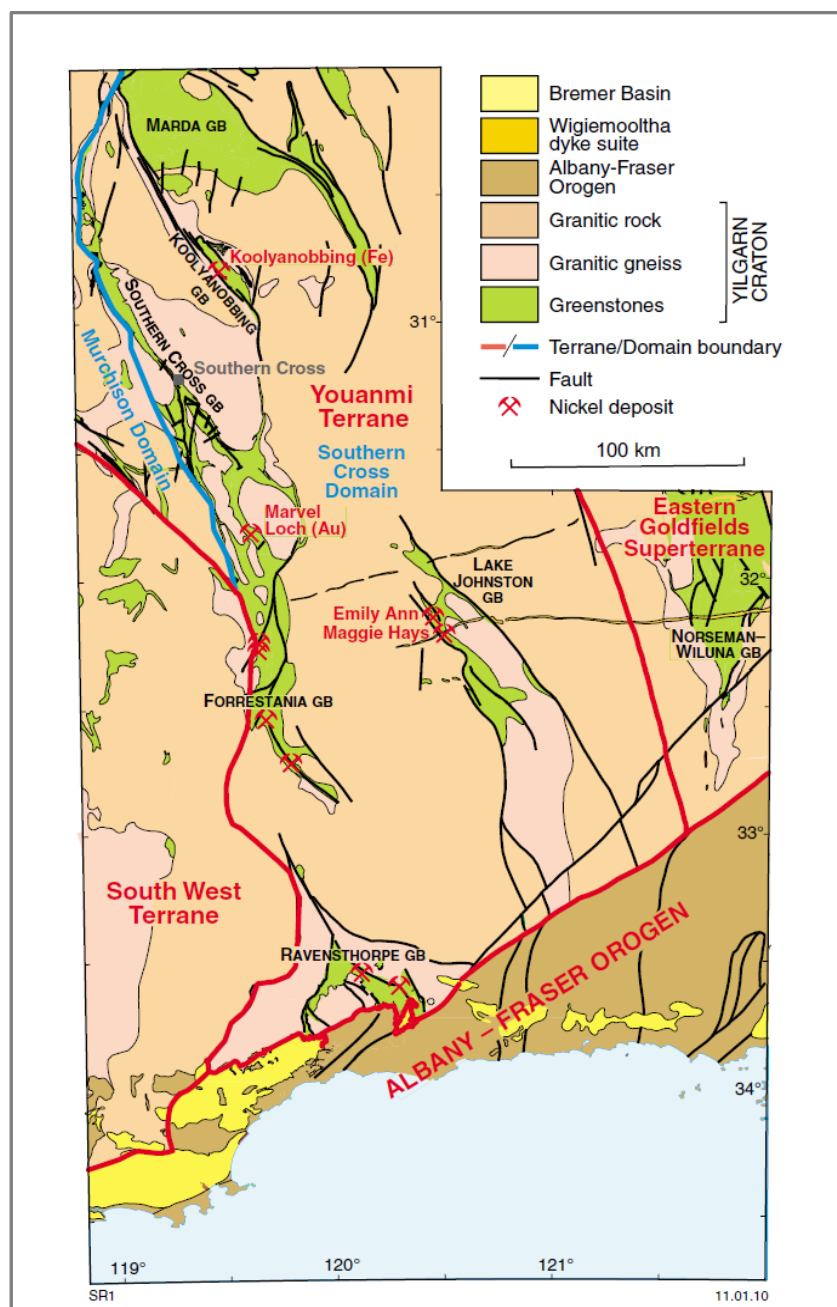 MARDA GB
Koolyanobbing (Fe)
KOOLYANOBBING
GB
SOUTHERN CROSS GB
Southern Cross
Murchison Domain
Youanmi
Terrane
Southern
Cross
Domain
Marvel
Loch (Au)
31°
Bremer Basin
Wigiemooltha
dyke suite
Albany-Fraser
Orogen
Granitic rock
Granitic gneiss
Greenstones
YILGARN
CRATON
Terrane/Domain boundary
Fault
Nickel deposit
100 km
Eastern
Goldfields
Superterrane
LAKE
JOHNSTON
GB
32°
Emily Ann
Maggie Hays
NORSEMAN–
WILUNA GB
FORRESTANIA GB
33°
South West
Terrane
RAVENSTHORPE GB
ALBANY – FRASER OROGEN
34°
119°
120°
121°
SR1
11.01.10